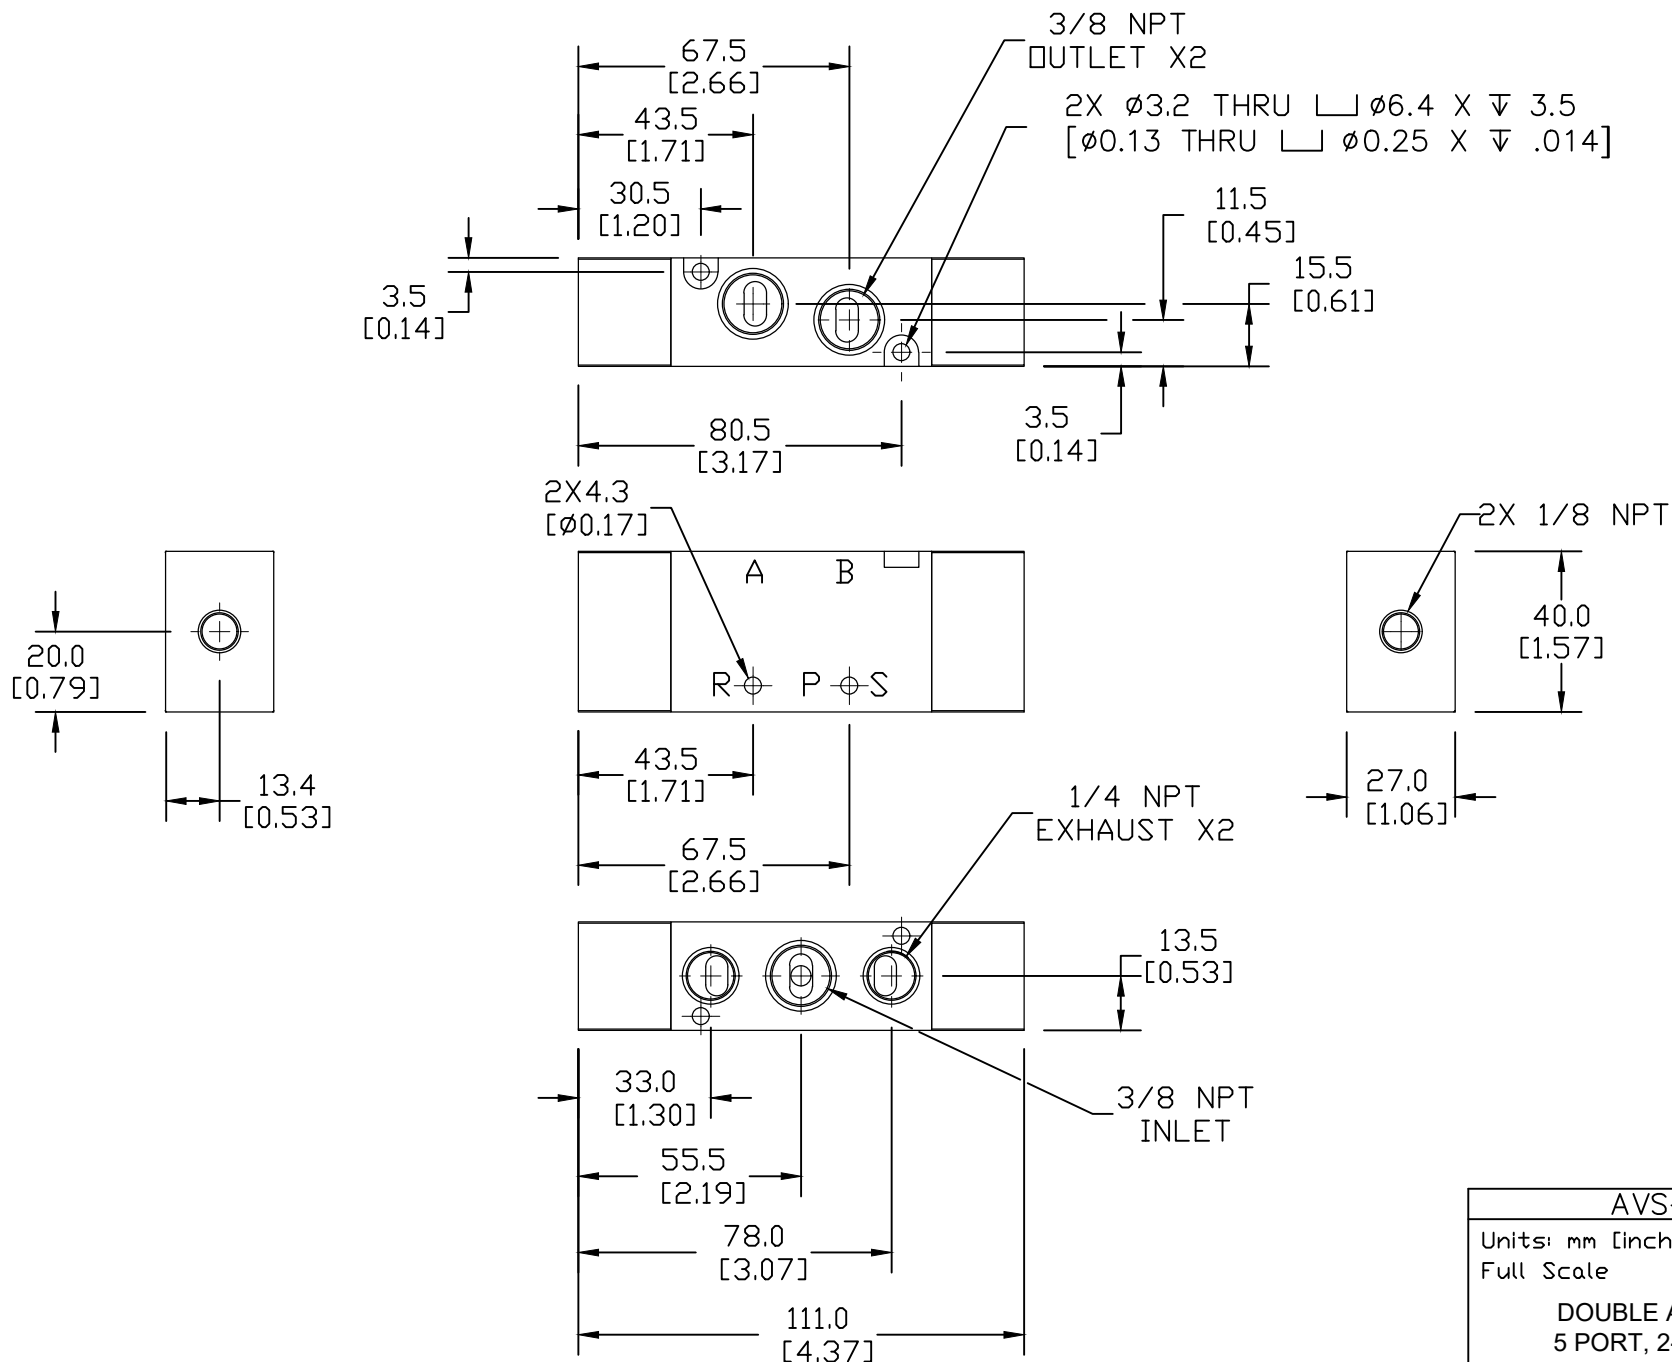 3/8 NPT
OUTLET X2
67.5
[2.66]
2X ø3.2 THRU ⌴ ø6.4 X ↧ 3.5
[ø0.13 THRU ⌴ ø0.25 X ↧ .014]
43.5
[1.71]
30.5
[1.20]
11.5
[0.45]
15.5
[0.61]
3.5
[0.14]
3.5
[0.14]
80.5
[3.17]
2X4.3
[ø0.17]
2X 1/8 NPT
A B
R P S
20.0
[0.79]
13.4
[0.53]
40.0
[1.57]
27.0
[1.06]
43.5
[1.71]
67.5
[2.66]
1/4 NPT
EXHAUST X2
13.5
[0.53]
33.0
[1.30]
3/8 NPT
INLET
55.5
[2.19]
78.0
[3.07]
111.0
[4.37]
AVS
Units: mm [inch
Full Scale
DOUBLE
5 PORT,